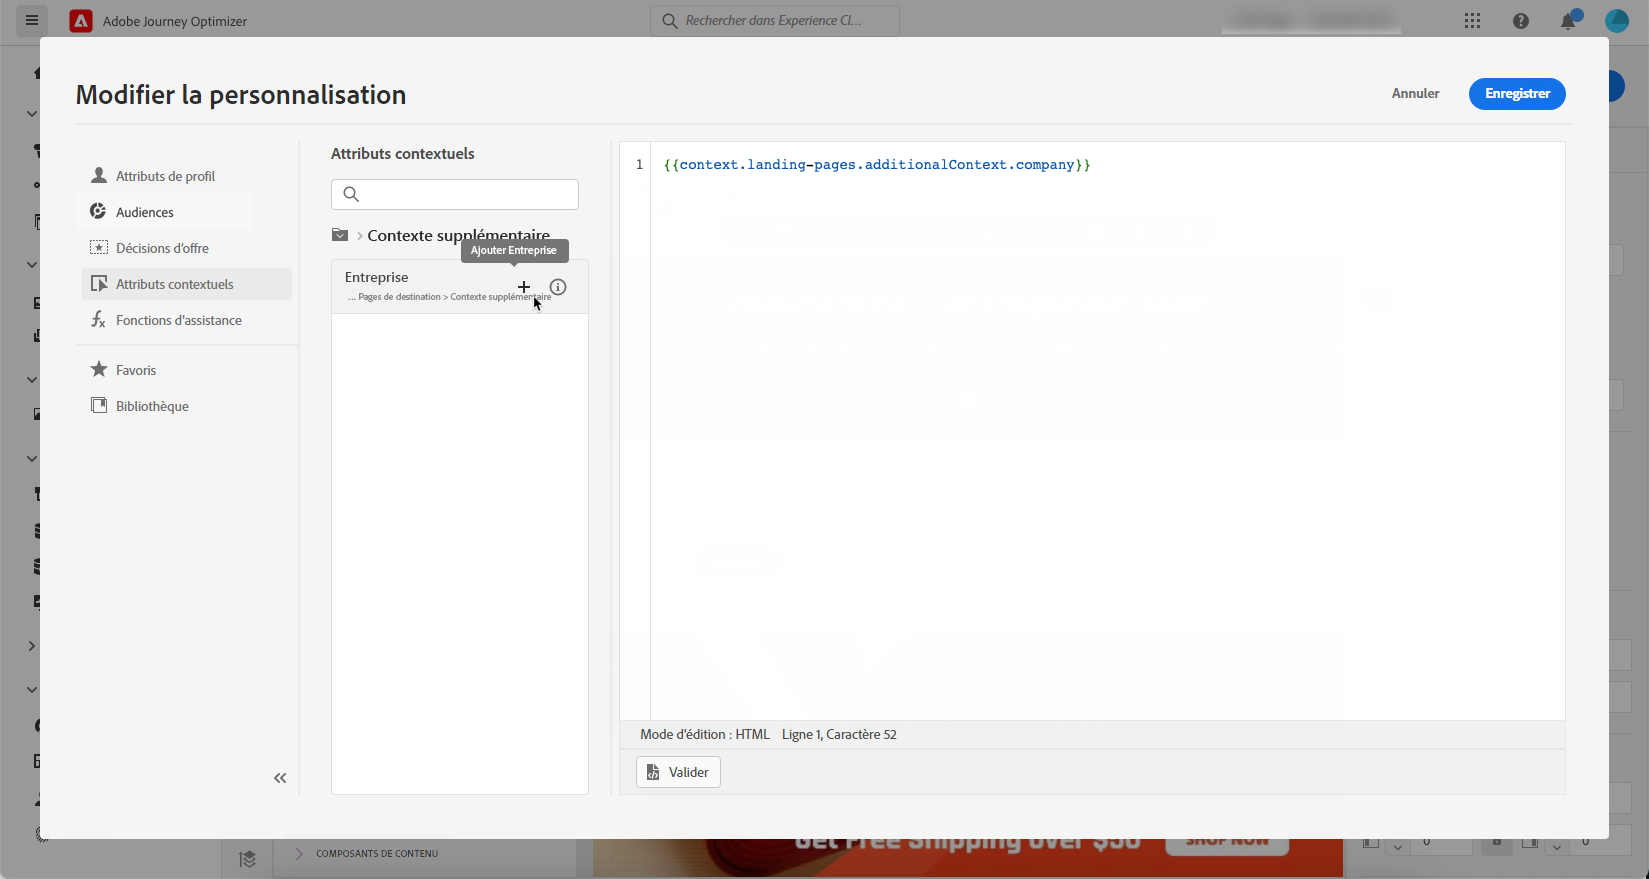 Adobe Journey Optimizer
Rechercher dans Experience Cl...
Modifier la personnalisation
Annuler
Enregistrer
Attributs de profil
Audiences
Décisions d'offre
Attributs contextuels
Fonctions d'assistance
Favoris
Bibliothèque
Attributs contextuels
Contexte supplémentaire
Ajouter Entreprise
Entreprise
... Pages de destination > Contexte supplémentaire
1 {{context.landing-pages.additionalContext.company}}
Mode d'édition : HTML Ligne 1, Caractère 52
Valider
COMPOSANTS DE CONTENU
Get Free Shipping Over $50
SHOP NOW
0
0